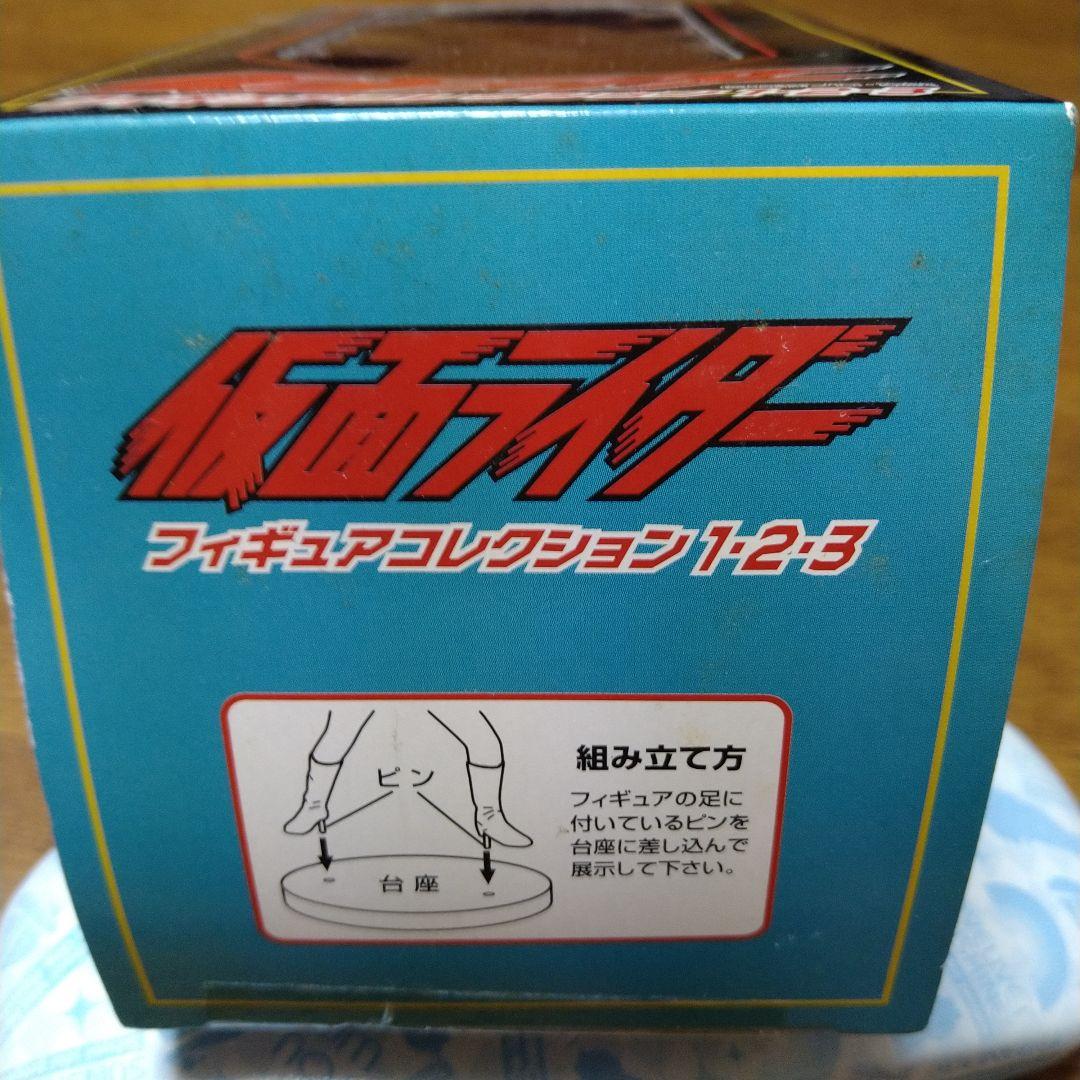 仮面ライダー
フィギュアコレクション1・2・3
ピン
台座
組み立て方
フィギュアの足に
付いているピンを
台座に差し込んで
展示して下さい。